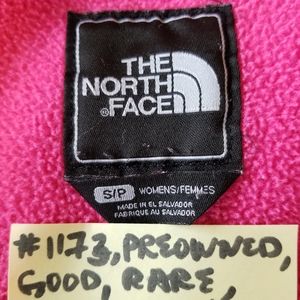 THE
NORTH
FACE
S/P WOMENS/FEMMES
MADE IN EL SALVADOR
FABRIQUE AU SALVADOR
#1173, PREOWNED,
GOOD, RARE,